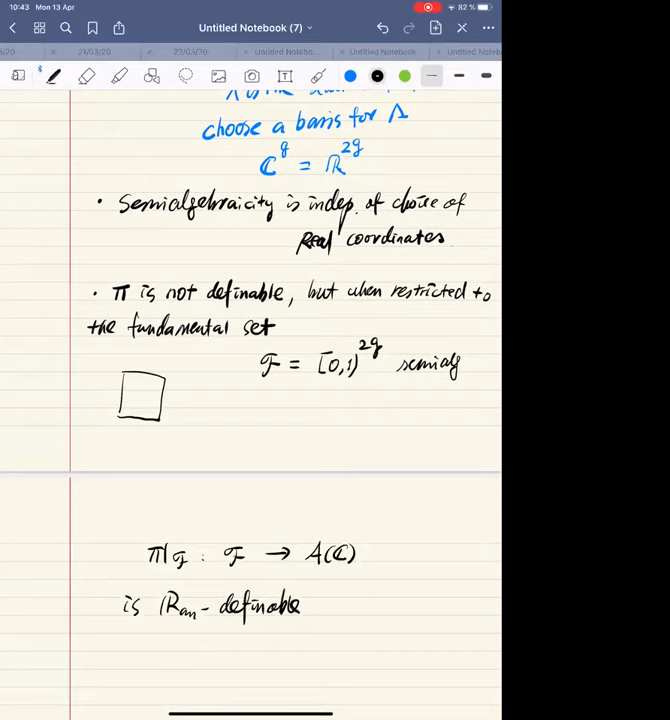 10:43 Mon 13 Apr
82 %
Untitled Notebook (7)
21/03/20
22/03/20
Untitled Notebo...
Untitled Notebook
Untitled Noteb
choose a basis for Λ
ℂ^g = ℝ^2g
• Semialgebraicity is indep. of choice of
Real coordinates
• π is not definable, but when restricted to
the fundamental set
ℱ = [0,1)^2g semialg
π|ℱ : ℱ → A(ℂ)
is ℝan - definable